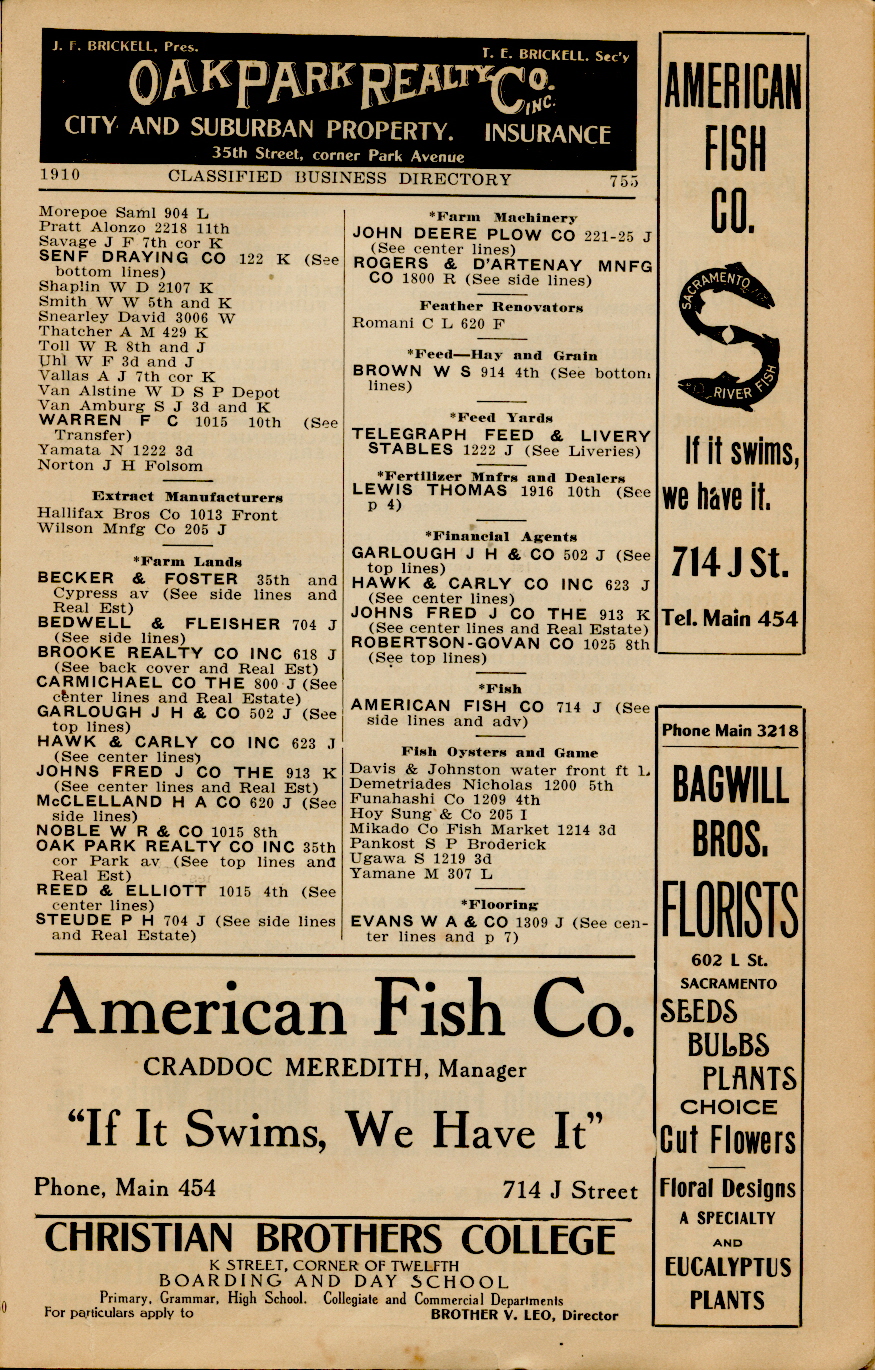 J. F. BRICKELL, Pres.
T. E. BRICKELL. Sec'y
OAK PARK REALTY CO. INC.
CITY AND SUBURBAN PROPERTY. INSURANCE
35th Street, corner Park Avenue
1910 CLASSIFIED BUSINESS DIRECTORY 755
Morepoe Saml 904 L
Pratt Alonzo 2218 11th
Savage J F 7th cor K
SENF DRAYING CO 122 K (See
bottom lines)
Shaplin W D 2107 K
Smith W W 5th and K
Snearley David 3006 W
Thatcher A M 429 K
Toll W R 8th and J
Uhl W F 3d and J
Vallas A J 7th cor K
Van Alstine W D S P Depot
Van Amburg S J 3d and K
WARREN F C 1015 10th (See
Transfer)
Yamata N 1222 3d
Norton J H Folsom
Extract Manufacturers
Hallifax Bros Co 1013 Front
Wilson Mnfg Co 205 J
*Farm Lands
BECKER & FOSTER 35th and
Cypress av (See side lines and
Real Est)
BEDWELL & FLEISHER 704 J
(See side lines)
BROOKE REALTY CO INC 618 J
(See back cover and Real Est)
CARMICHAEL CO THE 800 J (See
center lines and Real Estate)
GARLOUGH J H & CO 502 J (See
top lines)
HAWK & CARLY CO INC 623 J
(See center lines)
JOHNS FRED J CO THE 913 K
(See center lines and Real Est)
McCLELLAND H A CO 620 J (See
side lines)
NOBLE W R & CO 1015 8th
OAK PARK REALTY CO INC 35th
cor Park av (See top lines and
Real Est)
REED & ELLIOTT 1015 4th (See
center lines)
STEUDE P H 704 J (See side lines
and Real Estate)
*Farm Machinery
JOHN DEERE PLOW CO 221-25 J
(See center lines)
ROGERS & D'ARTENAY MNFG
CO 1800 R (See side lines)
Feather Renovators
Romani C L 620 F
*Feed—Hay and Grain
BROWN W S 914 4th (See bottom
lines)
*Feed Yards
TELEGRAPH FEED & LIVERY
STABLES 1222 J (See Liveries)
*Fertilizer Mnfrs and Dealers
LEWIS THOMAS 1916 10th (See
p 4)
*Financial Agents
GARLOUGH J H & CO 502 J (See
top lines)
HAWK & CARLY CO INC 623 J
(See center lines)
JOHNS FRED J CO THE 913 K
(See center lines and Real Estate)
ROBERTSON-GOVAN CO 1025 8th
(See top lines)
*Fish
AMERICAN FISH CO 714 J (See
side lines and adv)
Fish Oysters and Game
Davis & Johnston water front ft L
Demetriades Nicholas 1200 5th
Funahashi Co 1209 4th
Hoy Sung & Co 205 I
Mikado Co Fish Market 1214 3d
Pankost S P Broderick
Ugawa S 1219 3d
Yamane M 307 L
*Flooring
EVANS W A & CO 1309 J (See cen-
ter lines and p 7)
AMERICAN
FISH
CO.
SACRAMENTO
RIVER FISH
If it swims,
we have it.
714 J St.
Tel. Main 454
Phone Main 3218
BAGWILL
BROS.
FLORISTS
602 L St.
SACRAMENTO
SEEDS
BULBS
PLANTS
CHOICE
Cut Flowers
Floral Designs
A SPECIALTY
AND
EUCALYPTUS
PLANTS
American Fish Co.
CRADDOC MEREDITH, Manager
"If It Swims, We Have It"
Phone, Main 454 714 J Street
CHRISTIAN BROTHERS COLLEGE
K STREET, CORNER OF TWELFTH
BOARDING AND DAY SCHOOL
Primary, Grammar, High School. Collegiate and Commercial Departments
For particulars apply to BROTHER V. LEO, Director